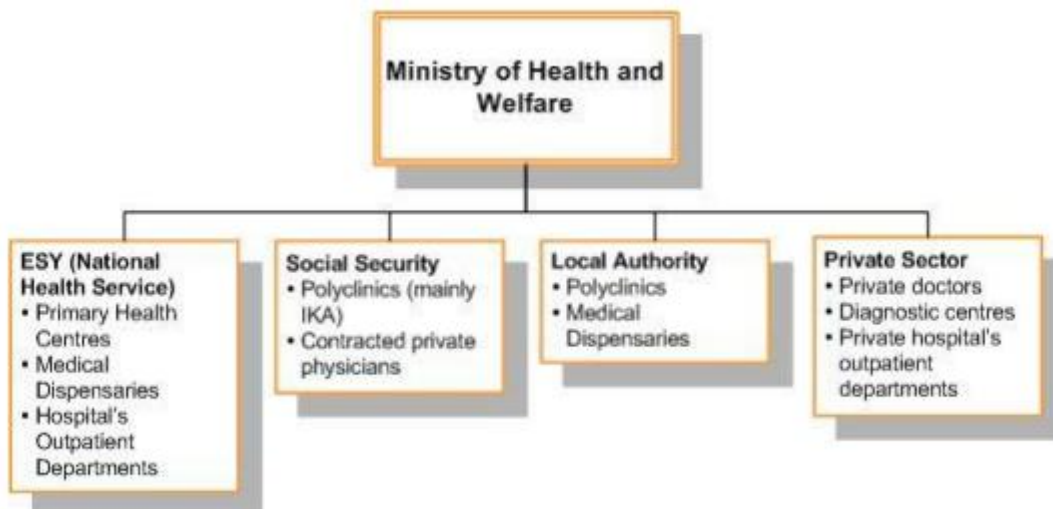 Ministry of Health and
Welfare
ESY (National
Health Service)
• Primary Health
Centres
• Medical
Dispensaries
• Hospital's
Outpatient
Departments
Social Security
• Polyclinics (mainly
IKA)
• Contracted private
physicians
Local Authority
• Polyclinics
• Medical
Dispensaries
Private Sector
• Private doctors
• Diagnostic centres
• Private hospital's
outpatient
departments